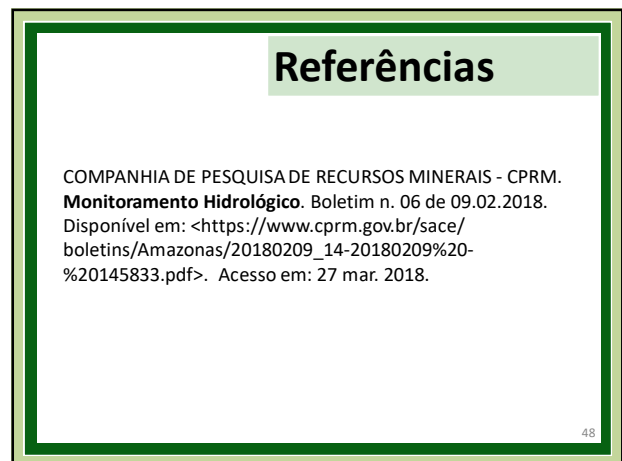 Referências
COMPANHIA DE PESQUISA DE RECURSOS MINERAIS - CPRM.
Monitoramento Hidrológico. Boletim n. 06 de 09.02.2018.
Disponível em: <https://www.cprm.gov.br/sace/
boletins/Amazonas/20180209_14-20180209%20-
%20145833.pdf>. Acesso em: 27 mar. 2018.
48